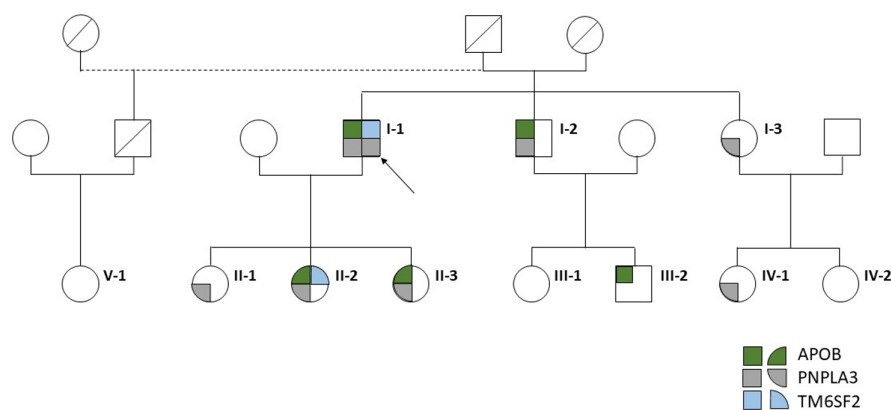 I-1
I-2
I-3
V-1
II-1
II-2
II-3
III-1
III-2
IV-1
IV-2
APOB
PNPLA3
TM6SF2